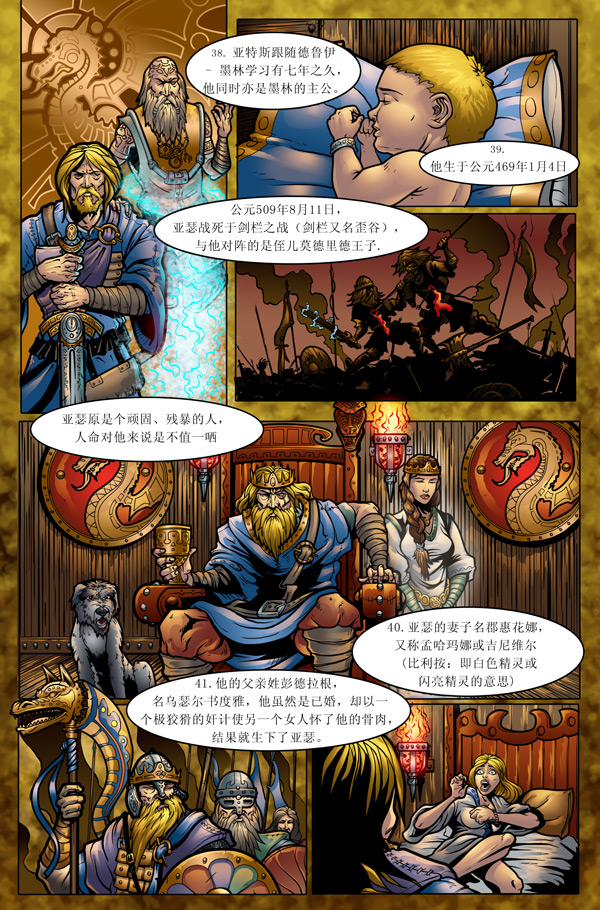 38. 亚特斯跟随德鲁伊
- 墨林学习有七年之久,
他同时亦是墨林的主公。
39.
他生于公元469年1月4日
公元509年8月11日,
亚瑟战死于剑栏之战（剑栏又名歪谷）,
与他对阵的是侄儿莫德里德王子.
亚瑟原是个顽固、残暴的人,
人命对他来说是不值一哂
40.亚瑟的妻子名郡惠花娜,
又称孟哈玛娜或吉尼维尔
(比利按: 即白色精灵或
闪亮精灵的意思)
41.他的父亲姓彭德拉根,
名乌瑟尔·书度雅, 他虽然是已婚, 却以一
个极狡猾的奸计使另一个女人怀了他的骨肉,
结果就生下了亚瑟。